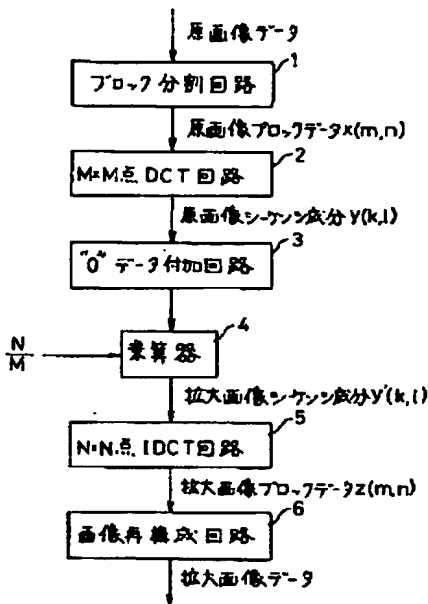 原画像データ
1
ブロック分割回路
原画像ブロックデータx(m,n)
2
M×M点DCT回路
原画像シーケンシ成分y(k,l)
3
"0"データ付加回路
4
N/M
乗算器
拡大画像シーケンシ成分y'(k,l)
5
N×N点IDCT回路
拡大画像ブロックデータz(m,n)
6
画像再構成回路
拡大画像データ